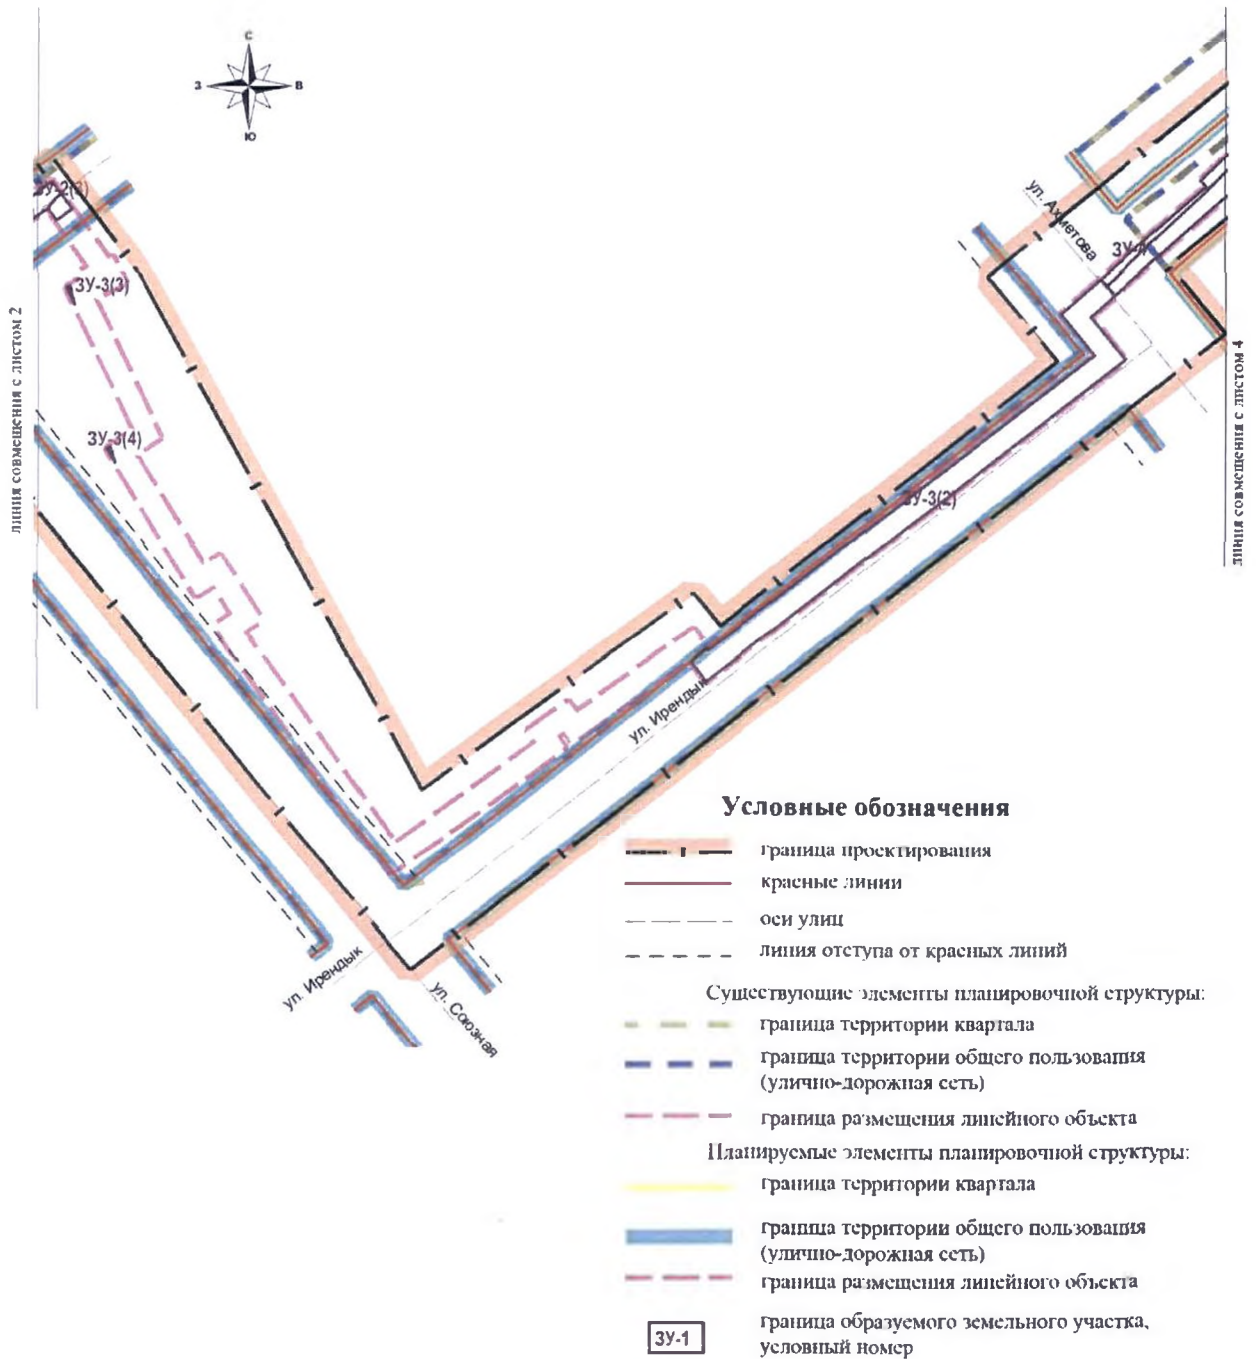 С
З
В
Ю
ЗУ-2(3)
ул. Ахметова
ЗУ-3(3)
линия совмещения с листом 2
линия совмещения с листом 4
ЗУ-3(4)
ЗУ-3(2)
ул. Ирендык
ул. Ирендык
ул. Союзная
Условные обозначения
граница проектирования
красные линии
оси улиц
линия отступа от красных линий
Существующие элементы планировочной структуры:
граница территории квартала
граница территории общего пользования
(улично-дорожная сеть)
граница размещения линейного объекта
Планируемые элементы планировочной структуры:
граница территории квартала
граница территории общего пользования
(улично-дорожная сеть)
граница размещения линейного объекта
ЗУ-1
граница образуемого земельного участка,
условный номер